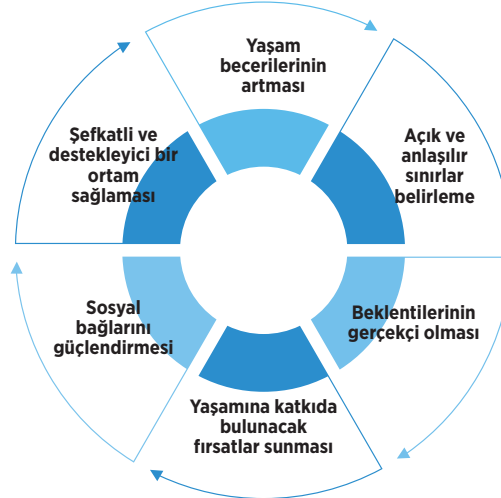 Yaşam
becerilerinin
artması
Açık ve
anlaşılır
sınırlar
belirleme
Beklentilerinin
gerçekçi olması
Yaşamına katkıda
bulunacak
fırsatlar sunması
Sosyal
bağlarını
güçlendirmesi
Şefkatli ve
destekleyici bir
ortam
sağlaması